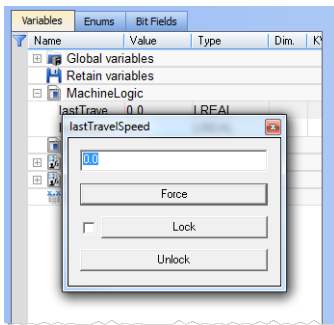 Variables Enums Bit Fields
Name Value Type Dim.
Global variables
Retain variables
MachineLogic
lastTrave 0.0 LREAL
lastTravelSpeed
0.0
Force
Lock
Unlock